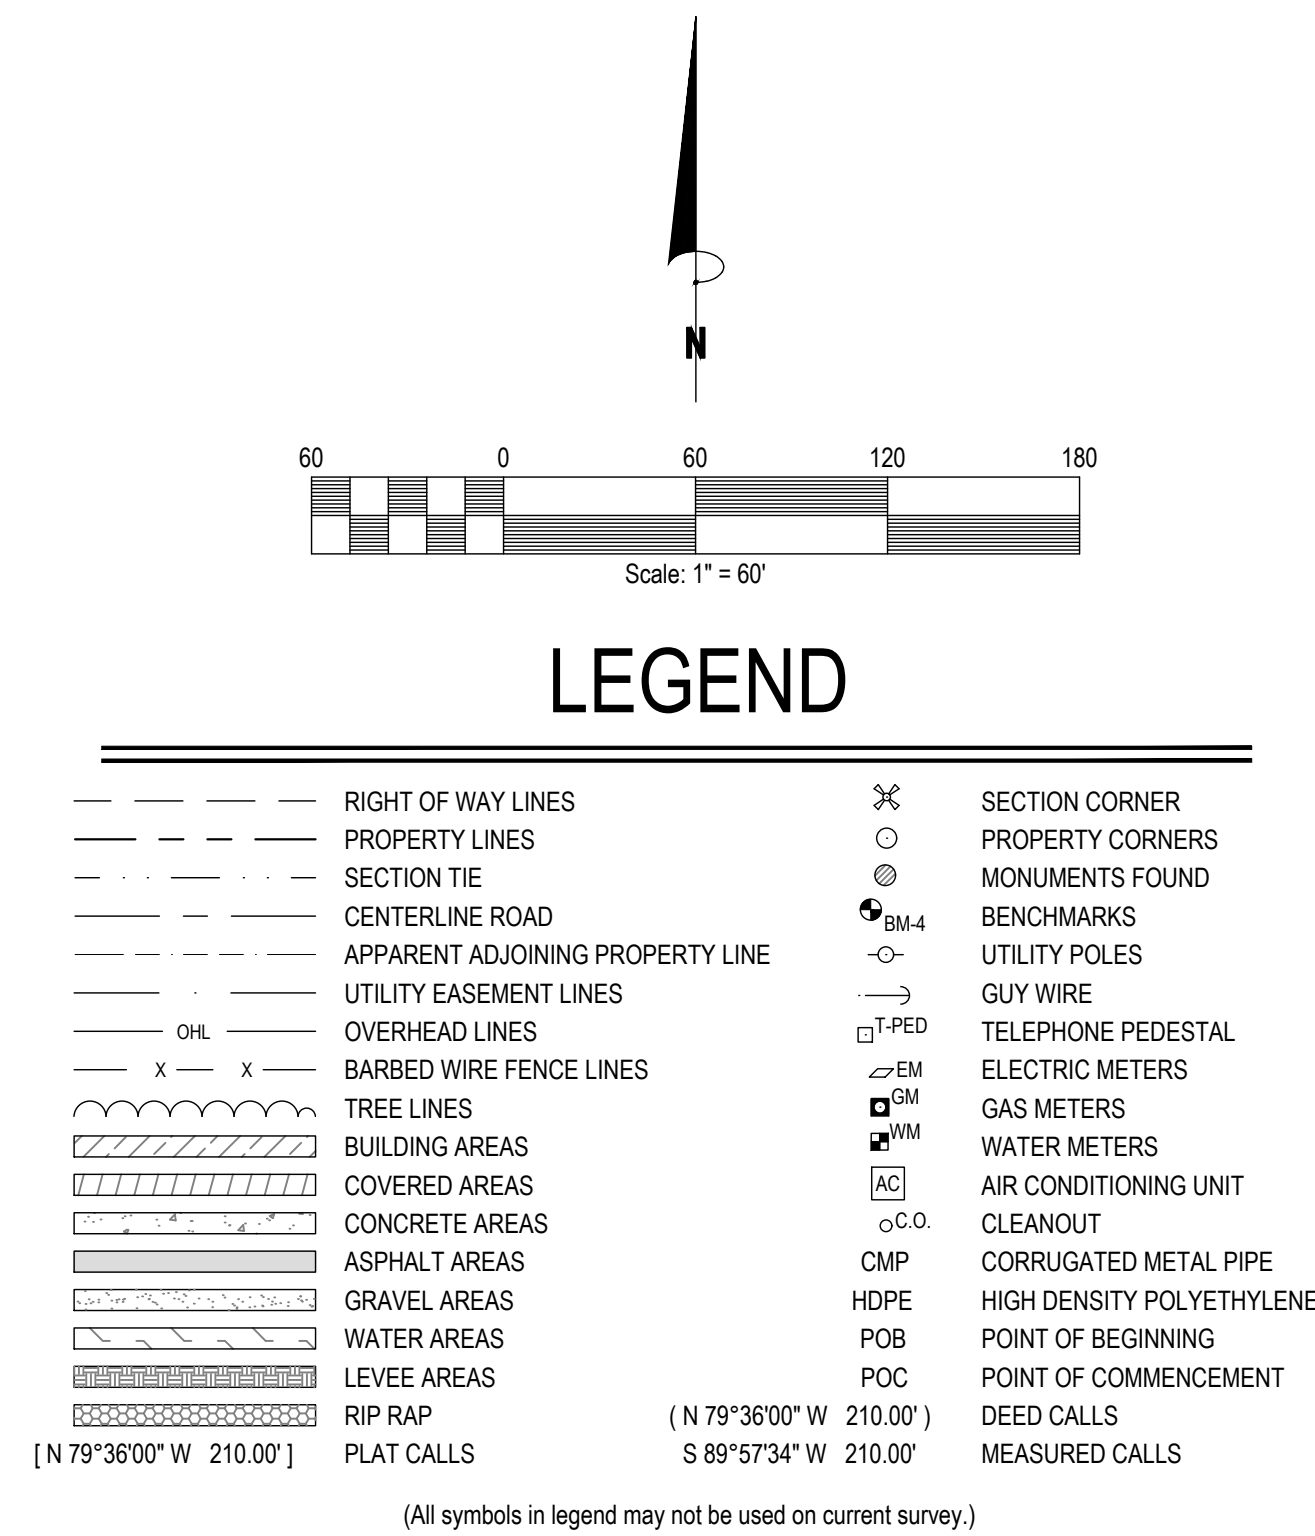 N
60 0 60 120 180
Scale: 1" = 60'
LEGEND
RIGHT OF WAY LINES
PROPERTY LINES
SECTION TIE
CENTERLINE ROAD
APPARENT ADJOINING PROPERTY LINE
UTILITY EASEMENT LINES
OHL OVERHEAD LINES
X X BARBED WIRE FENCE LINES
TREE LINES
BUILDING AREAS
COVERED AREAS
CONCRETE AREAS
ASPHALT AREAS
GRAVEL AREAS
WATER AREAS
LEVEE AREAS
RIP RAP
[ N 79°36'00" W 210.00' ] PLAT CALLS
SECTION CORNER
PROPERTY CORNERS
MONUMENTS FOUND
BM-4 BENCHMARKS
UTILITY POLES
GUY WIRE
T-PED TELEPHONE PEDESTAL
EM ELECTRIC METERS
GM GAS METERS
WM WATER METERS
AC AIR CONDITIONING UNIT
C.O. CLEANOUT
CMP CORRUGATED METAL PIPE
HDPE HIGH DENSITY POLYETHYLENE
POB POINT OF BEGINNING
POC POINT OF COMMENCEMENT
( N 79°36'00" W 210.00' ) DEED CALLS
S 89°57'34" W 210.00' MEASURED CALLS
(All symbols in legend may not be used on current survey.)